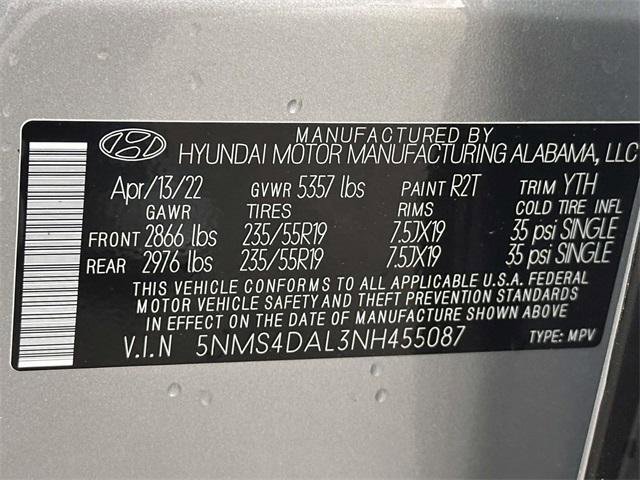 MANUFACTURED BY
HYUNDAI MOTOR MANUFACTURING ALABAMA, LLC
Apr/13/22 GVWR 5357 lbs PAINT R2T TRIM YTH
GAWR TIRES RIMS COLD TIRE INFL
FRONT 2866 lbs 235/55R19 7.5JX19 35 psi SINGLE
REAR 2976 lbs 235/55R19 7.5JX19 35 psi SINGLE
THIS VEHICLE CONFORMS TO ALL APPLICABLE U.S.A. FEDERAL
MOTOR VEHICLE SAFETY AND THEFT PREVENTION STANDARDS
IN EFFECT ON THE DATE OF MANUFACTURE SHOWN ABOVE
V.I.N 5NMS4DAL3NH455087 TYPE: MPV